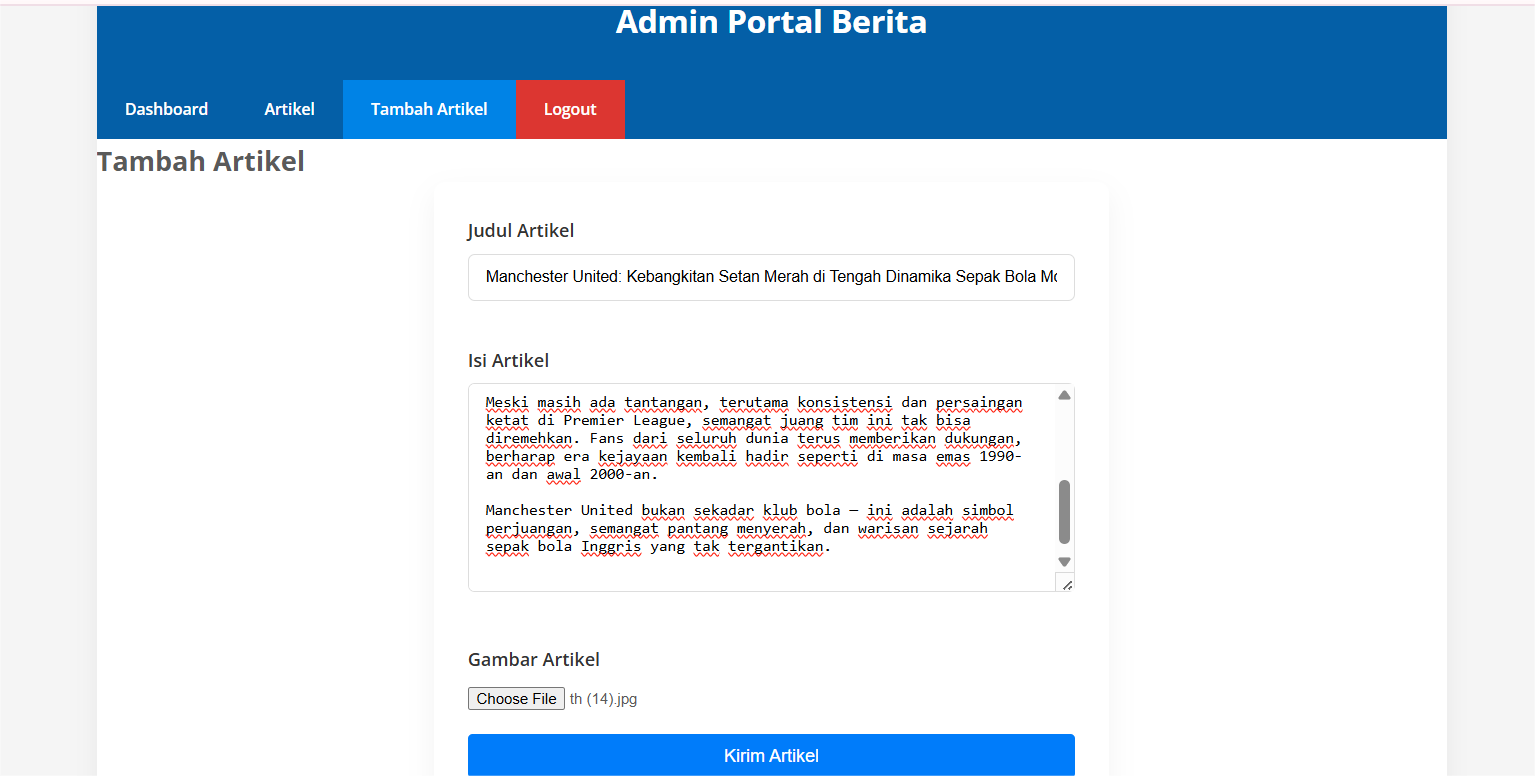 Admin Portal Berita
Dashboard Artikel Tambah Artikel Logout
Tambah Artikel
Judul Artikel
Manchester United: Kebangkitan Setan Merah di Tengah Dinamika Sepak Bola Mo
Isi Artikel
Meski masih ada tantangan, terutama konsistensi dan persaingan
ketat di Premier League, semangat juang tim ini tak bisa
diremehkan. Fans dari seluruh dunia terus memberikan dukungan,
berharap era kejayaan kembali hadir seperti di masa emas 1990-
an dan awal 2000-an.
Manchester United bukan sekadar klub bola — ini adalah simbol
perjuangan, semangat pantang menyerah, dan warisan sejarah
sepak bola Inggris yang tak tergantikan.
Gambar Artikel
Choose File th (14).jpg
Kirim Artikel